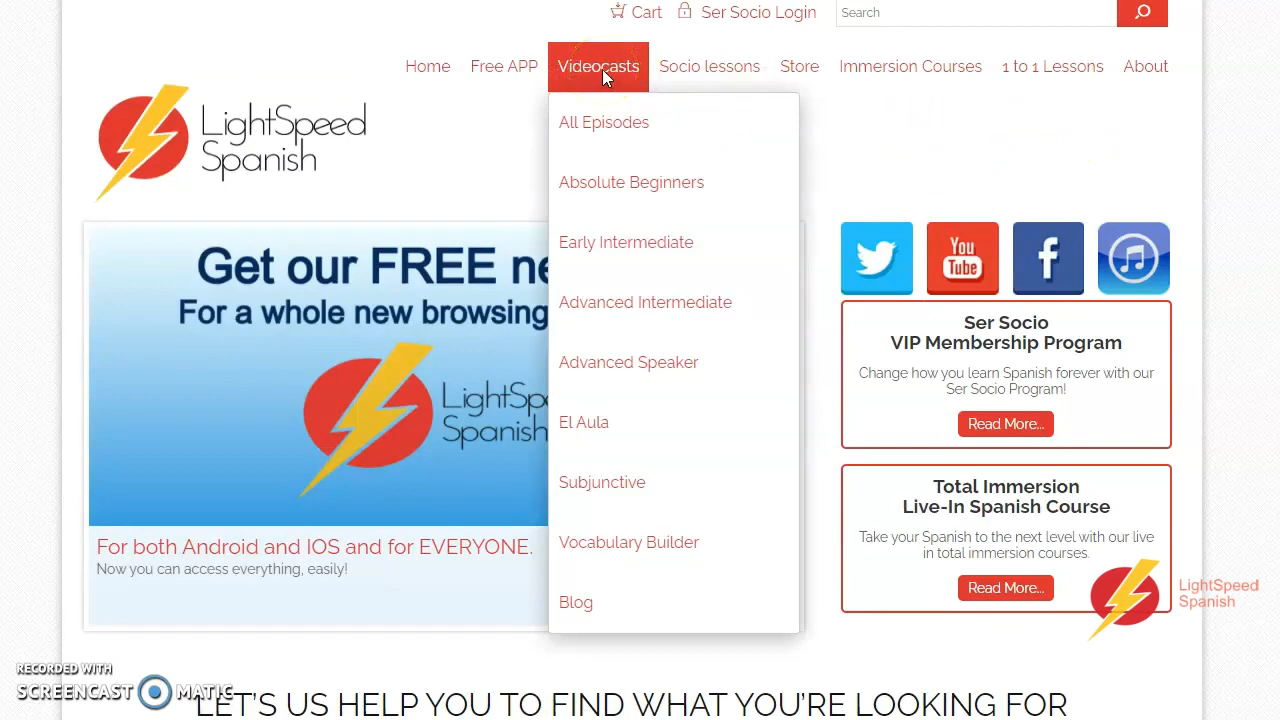 Cart Ser Socio Login Search
Home Free APP Videocasts Socio lessons Store Immersion Courses 1 to 1 Lessons About
LightSpeed
Spanish
All Episodes
Absolute Beginners
Early Intermediate
Advanced Intermediate
Advanced Speaker
El Aula
Subjunctive
Vocabulary Builder
Blog
Get our FREE ne
For a whole new browsing
LightSp
Spanish
For both Android and IOS and for EVERYONE.
Now you can access everything, easily!
You
Tube
Ser Socio
VIP Membership Program
Change how you learn Spanish forever with our
Ser Socio Program!
Read More...
Total Immersion
Live-In Spanish Course
Take your Spanish to the next level with our live
in total immersion courses.
Read More...
LightSpeed
Spanish
RECORDED WITH
SCREENCAST MATIC
LET'S US HELP YOU TO FIND WHAT YOU'RE LOOKING FOR